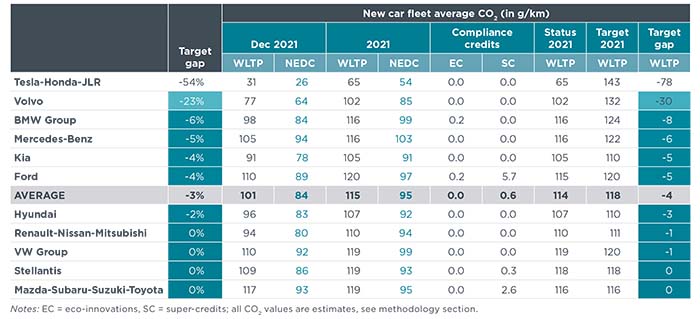 New car fleet average CO2 (in g/km)
Target gap Dec 2021 2021 Compliance credits Status 2021 Target 2021 Target gap
WLTP NEDC WLTP NEDC EC SC WLTP WLTP WLTP
Tesla-Honda-JLR -54% 31 26 65 54 0.0 0.0 65 143 -78
Volvo -23% 77 64 102 85 0.0 0.0 102 132 -30
BMW Group -6% 98 84 116 99 0.2 0.0 116 124 -8
Mercedes-Benz -5% 105 94 116 103 0.0 0.0 116 122 -6
Kia -4% 91 78 105 91 0.0 0.0 105 110 -5
Ford -4% 110 89 120 97 0.2 5.7 115 120 -5
AVERAGE -3% 101 84 115 95 0.0 0.6 114 118 -4
Hyundai -2% 96 83 107 92 0.0 0.0 107 110 -3
Renault-Nissan-Mitsubishi 0% 94 80 110 94 0.0 0.0 110 111 -1
VW Group 0% 110 92 119 99 0.0 0.0 119 120 -1
Stellantis 0% 109 86 119 93 0.0 0.3 118 118 0
Mazda-Subaru-Suzuki-Toyota 0% 117 93 119 95 0.0 2.6 116 116 0
Notes: EC = eco-innovations, SC = super-credits; all CO2 values are estimates, see methodology section.